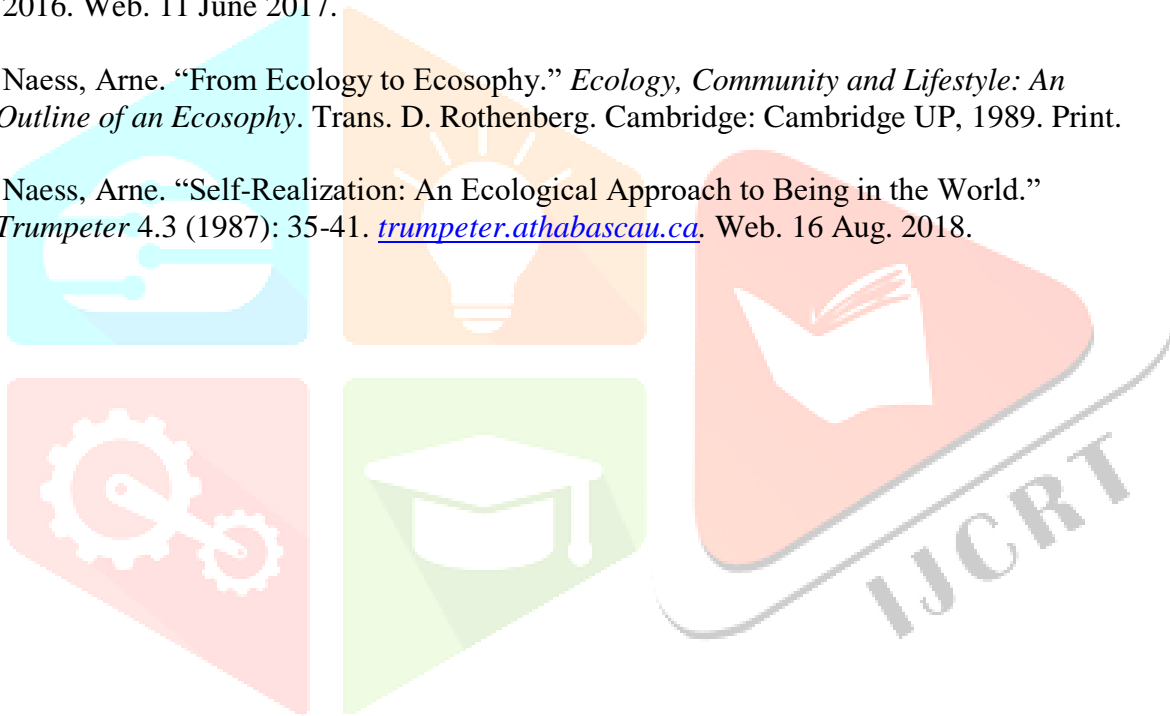 2016. Web. 11 June 2017.
Naess, Arne. “From Ecology to Ecosophy.” Ecology, Community and Lifestyle: An
Outline of an Ecosophy. Trans. D. Rothenberg. Cambridge: Cambridge UP, 1989. Print.
Naess, Arne. “Self-Realization: An Ecological Approach to Being in the World.”
Trumpeter 4.3 (1987): 35-41. trumpeter.athabascau.ca. Web. 16 Aug. 2018.
IJCRT